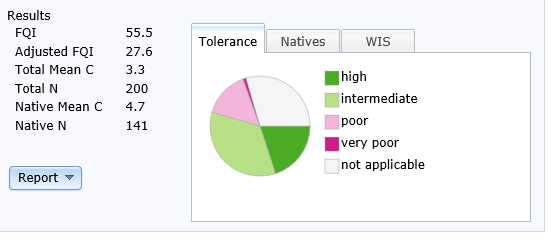 Results
FQI 55.5
Adjusted FQI 27.6
Total Mean C 3.3
Total N 200
Native Mean C 4.7
Native N 141
Report
Tolerance Natives WIS
high
intermediate
poor
very poor
not applicable